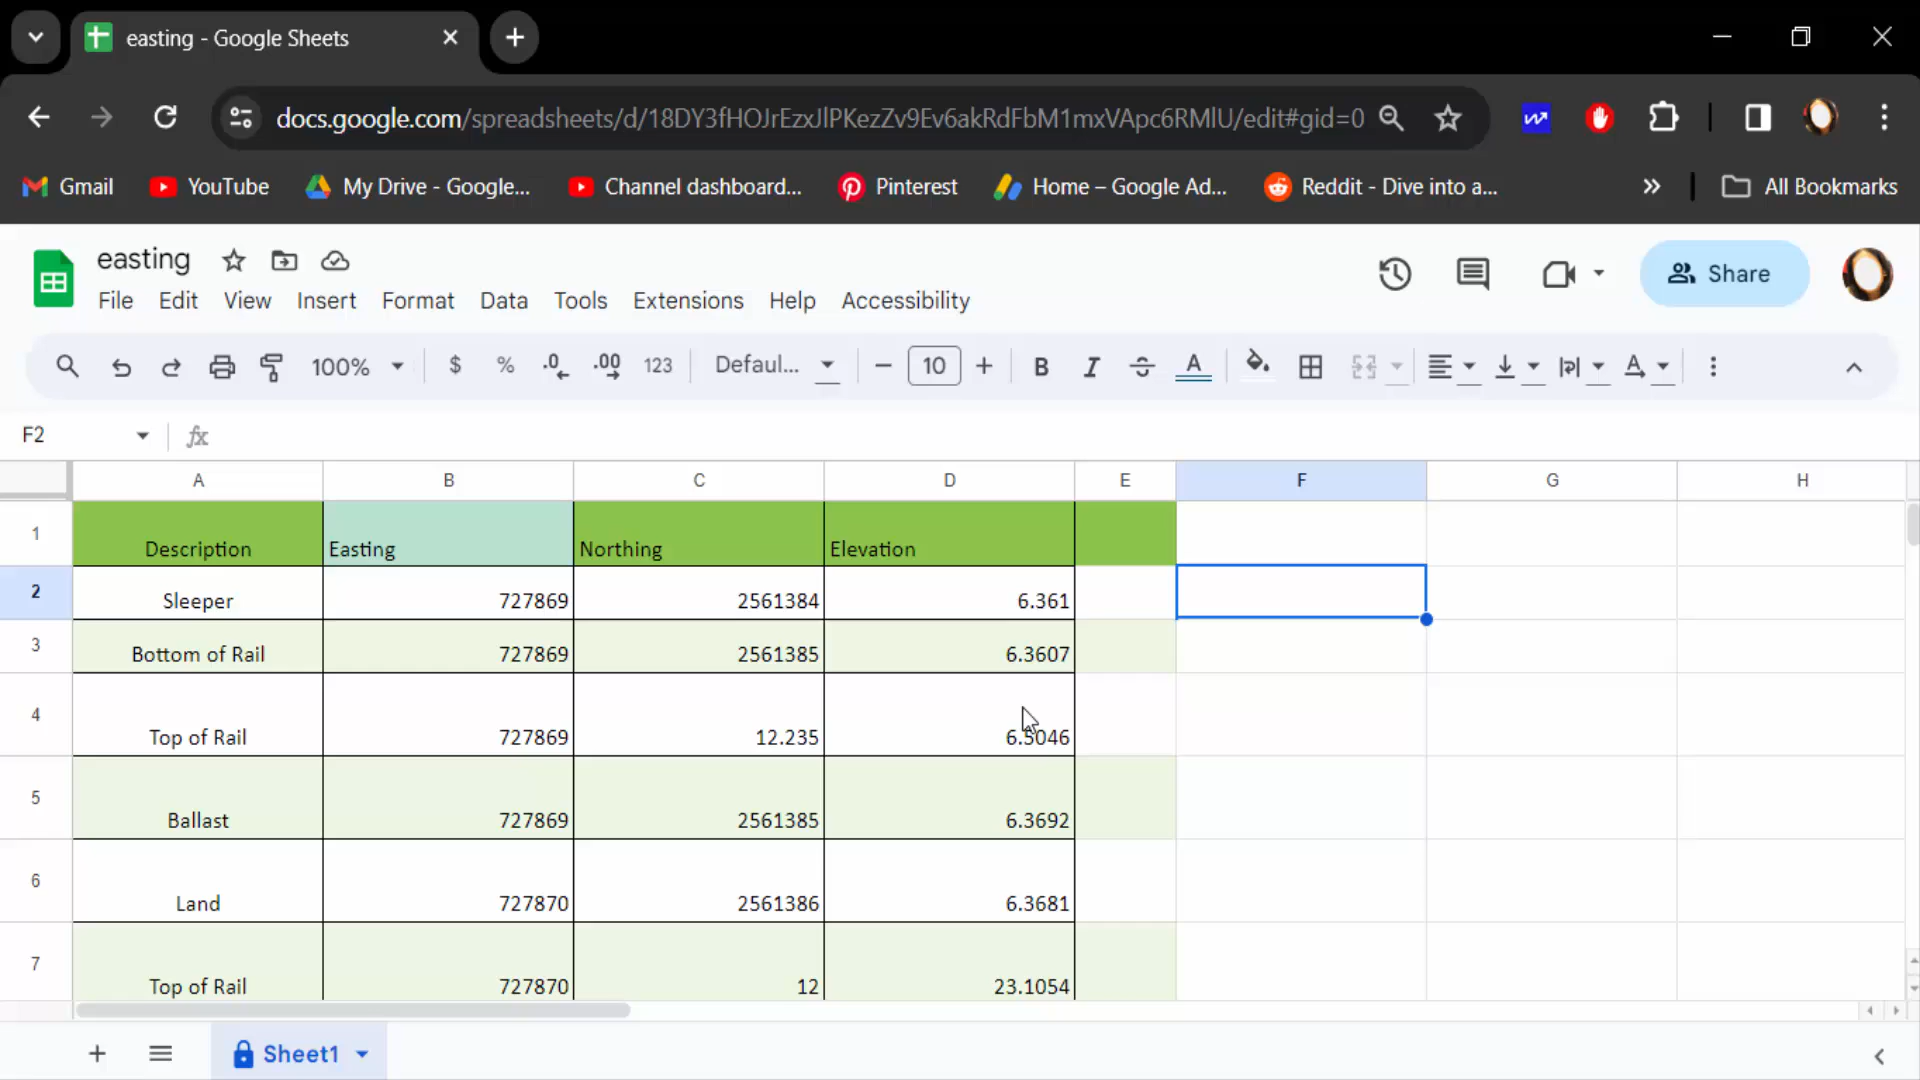 easting - Google Sheets
docs.google.com/spreadsheets/d/18DY3fHOJrEzxJlPKezZv9Ev6akRdFbM1mxVApc6RMlU/edit#gid=0
Gmail YouTube My Drive - Google... Channel dashboard... Pinterest Home – Google Ad... Reddit - Dive into a... » All Bookmarks
easting
File Edit View Insert Format Data Tools Extensions Help Accessibility
Share
100% $ % .0 .00 123 Defaul... 10 B I A A
F2 fx
A B C D E F G H
1 Description Easting Northing Elevation
2 Sleeper 727869 2561384 6.361
3 Bottom of Rail 727869 2561385 6.3607
4 Top of Rail 727869 12.235 6.5046
5 Ballast 727869 2561385 6.3692
6 Land 727870 2561386 6.3681
7 Top of Rail 727870 12 23.1054
Sheet1